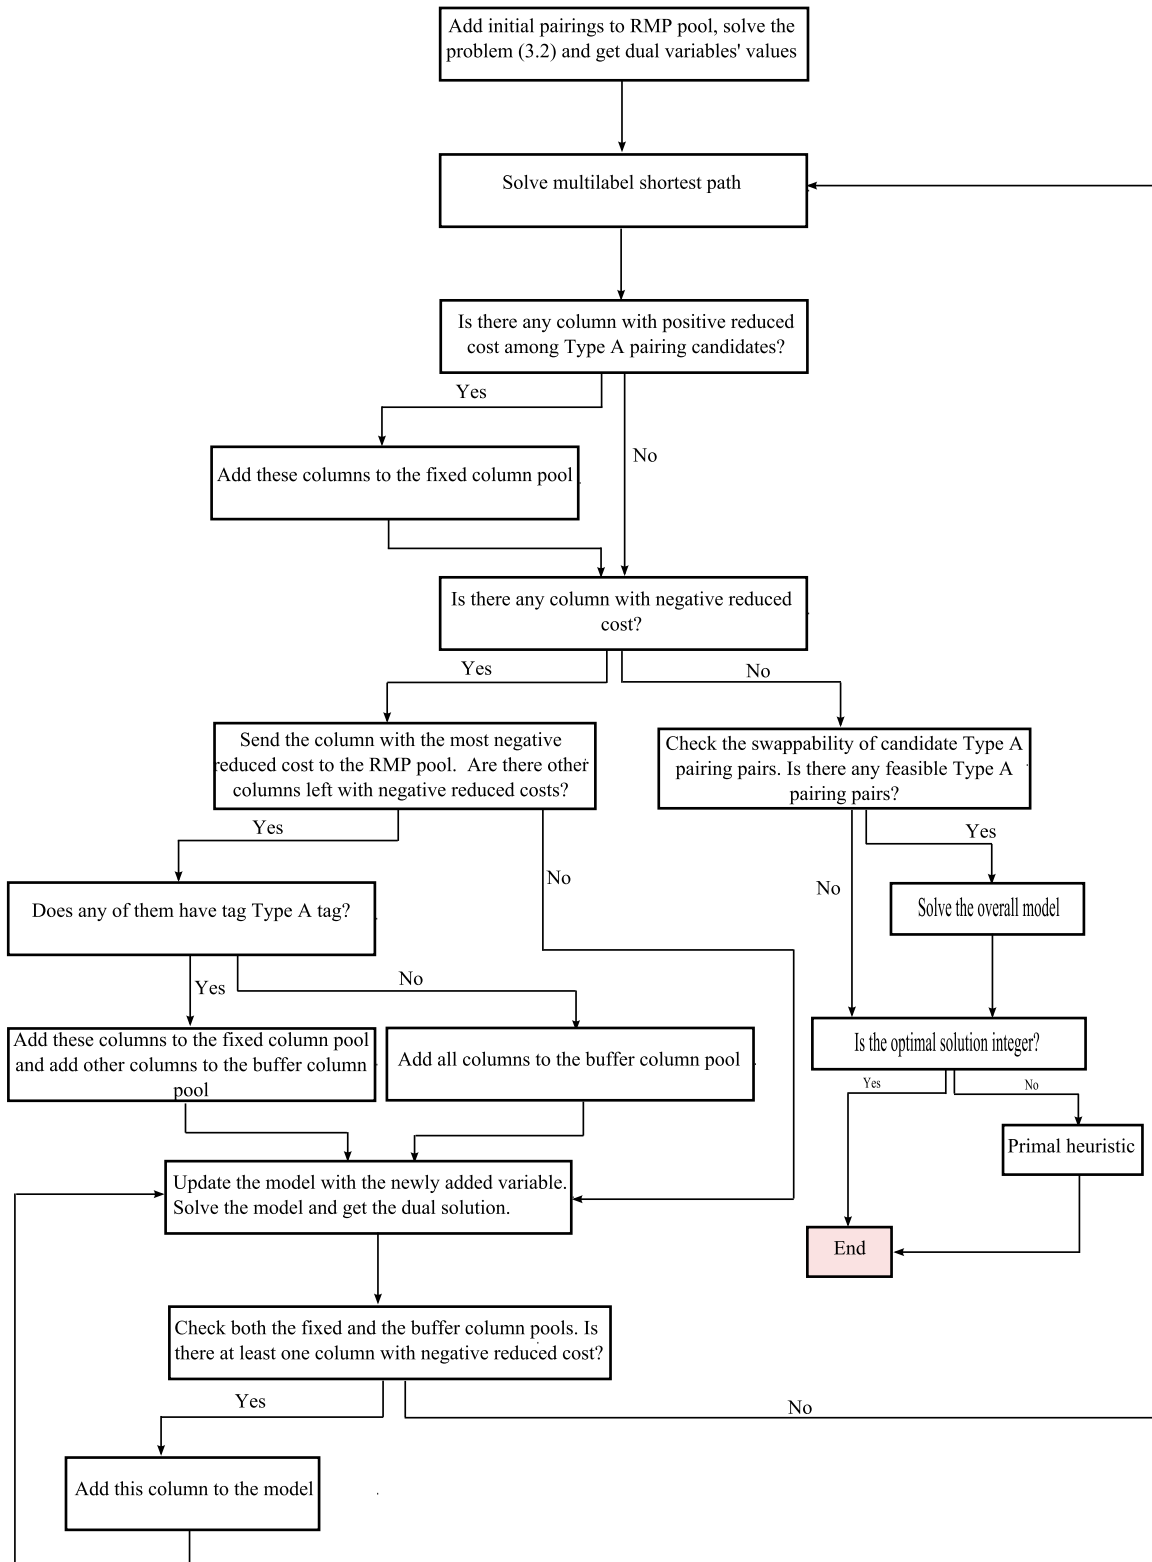 Add initial pairings to RMP pool, solve the
problem (3.2) and get dual variables' values
Solve multilabel shortest path
Is there any column with positive reduced
cost among Type A pairing candidates?
Yes
No
Add these columns to the fixed column pool
Is there any column with negative reduced
cost?
Yes
No
Send the column with the most negative
reduced cost to the RMP pool. Are there other
columns left with negative reduced costs?
Check the swappability of candidate Type A
pairing pairs. Is there any feasible Type A
pairing pairs?
Yes
No
Yes
No
Does any of them have tag Type A tag?
Solve the overall model
Yes
No
Add these columns to the fixed column pool
and add other columns to the buffer column
pool
Add all columns to the buffer column pool
Is the optimal solution integer?
Yes
No
Primal heuristic
Update the model with the newly added variable.
Solve the model and get the dual solution.
End
Check both the fixed and the buffer column pools. Is
there at least one column with negative reduced cost?
Yes
No
Add this column to the model